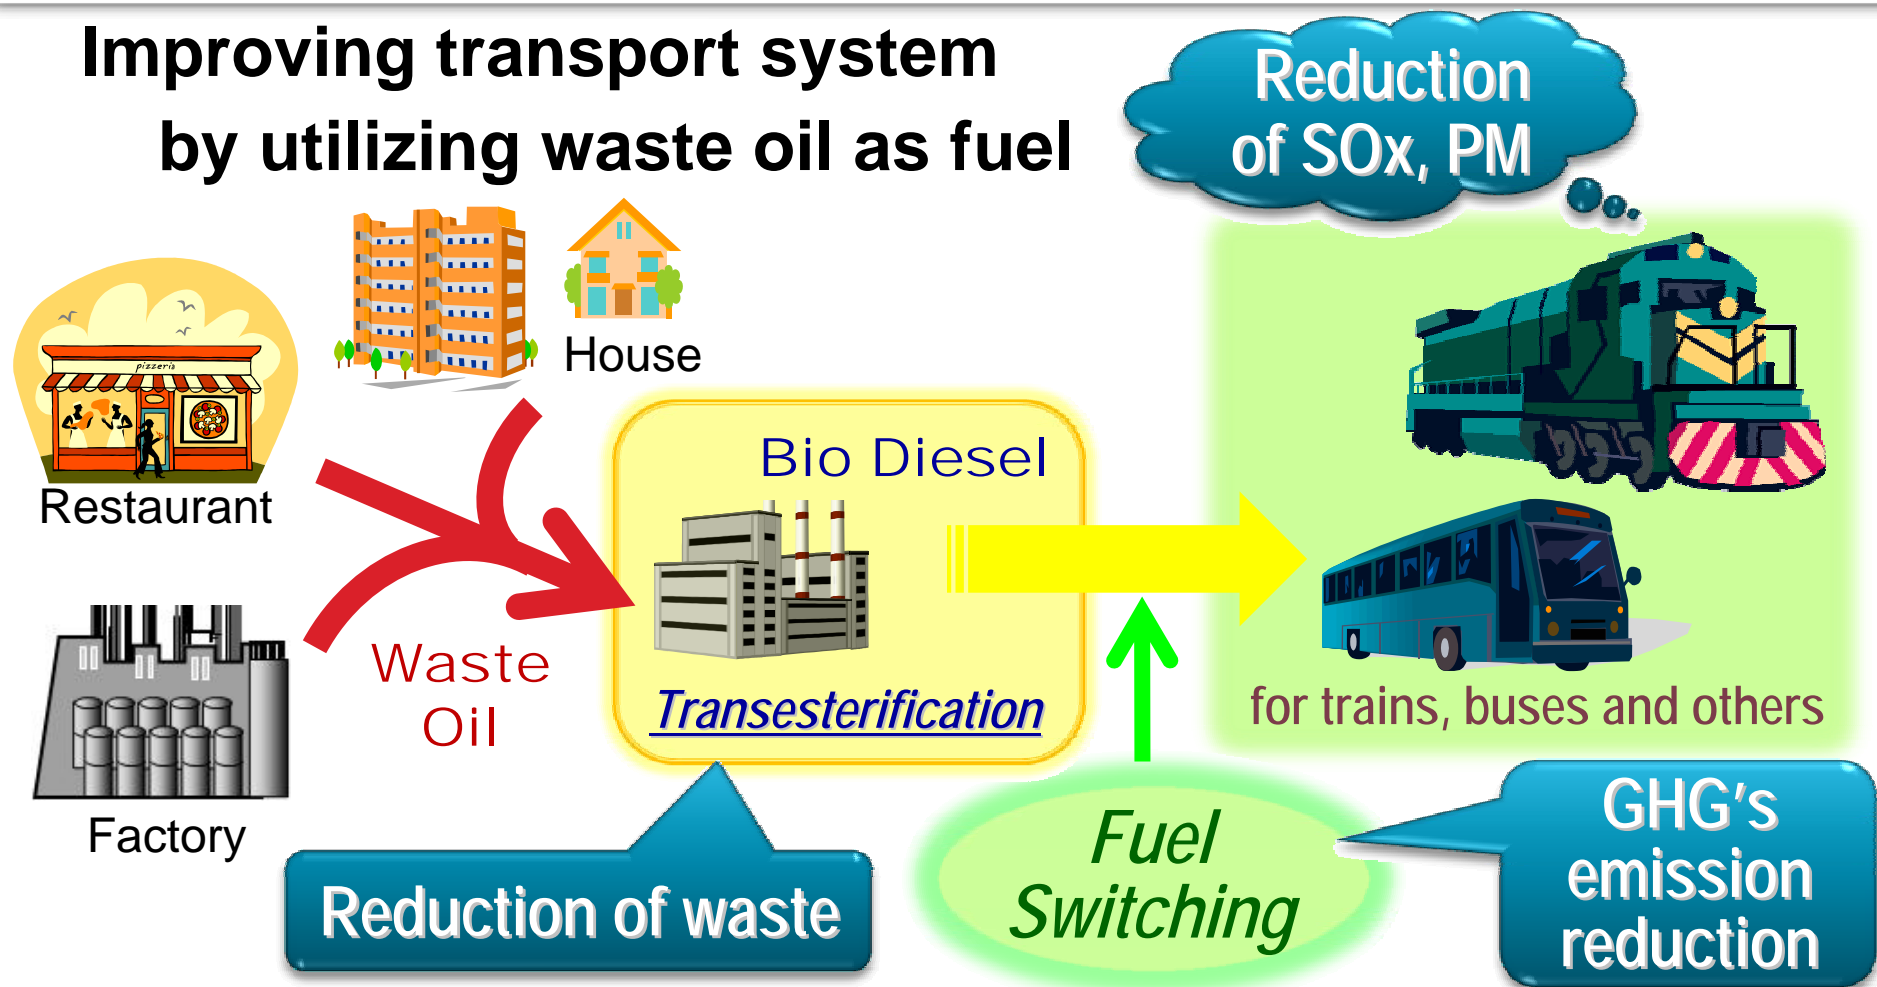 Improving transport system
by utilizing waste oil as fuel
Reduction
of SOx, PM
House
pizzeria
Restaurant
Bio Diesel
Waste
Oil
Transesterification
for trains, buses and others
Factory
Reduction of waste
Fuel
Switching
GHG's
emission
reduction